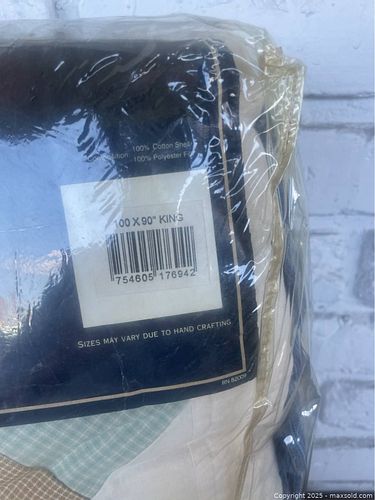 100% Cotton Shell
100% Polyester
100 X 90" KING
754605 176942
SIZES MAY VARY DUE TO HAND CRAFTING
Copyright 2025 - maxsold.com